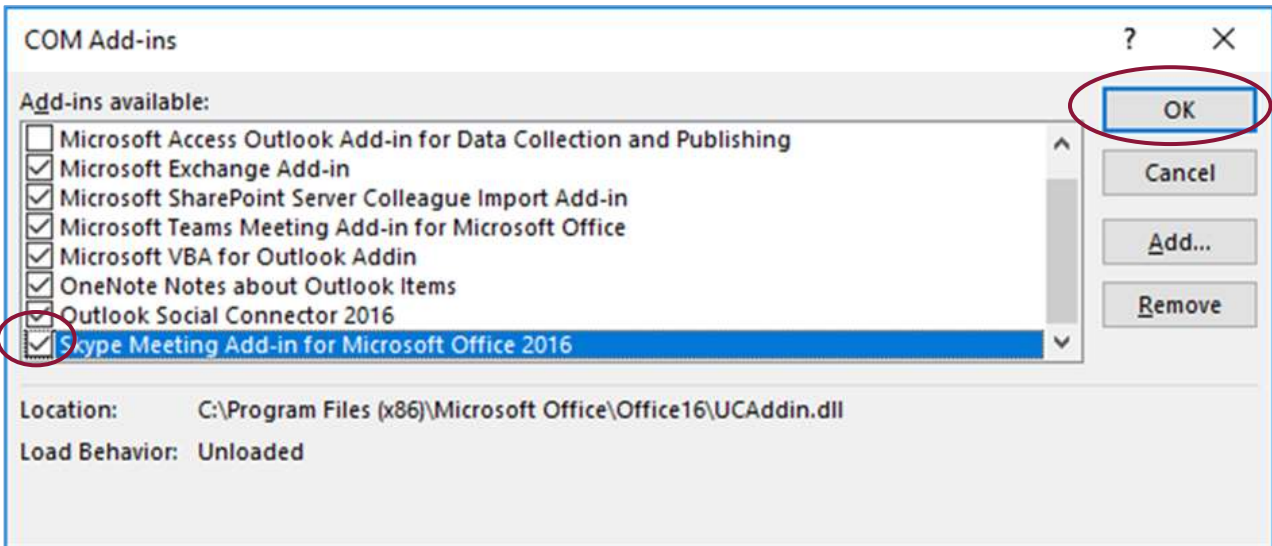 COM Add-ins
?
Add-ins available:
Microsoft Access Outlook Add-in for Data Collection and Publishing
Microsoft Exchange Add-in
Microsoft SharePoint Server Colleague Import Add-in
Microsoft Teams Meeting Add-in for Microsoft Office
Microsoft VBA for Outlook Addin
OneNote Notes about Outlook Items
Outlook Social Connector 2016
Skype Meeting Add-in for Microsoft Office 2016
OK
Cancel
Add...
Remove
Location: C:\Program Files (x86)\Microsoft Office\Office16\UCAddin.dll
Load Behavior: Unloaded